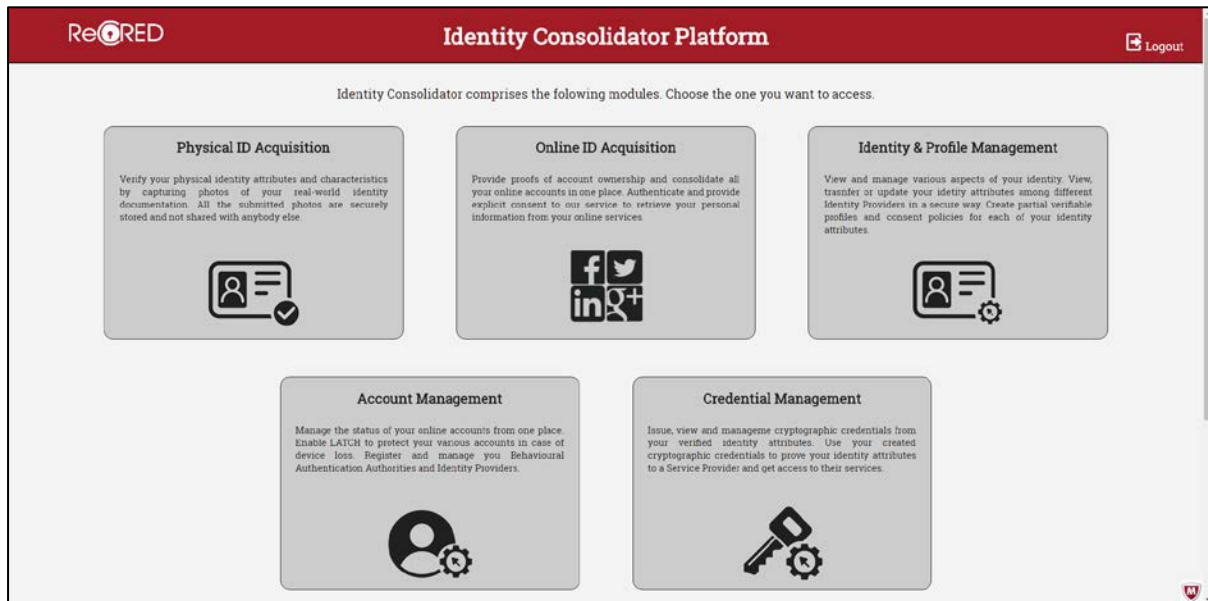 ReCRED
Identity Consolidator Platform
Logout
Identity Consolidator comprises the folowing modules. Choose the one you want to access.
Physical ID Acquisition
Verify your physical identity attributes and characteristics
by capturing photos of your real-world identity
documentation. All the submitted photos are securely
stored and not shared with anybody else.
Online ID Acquisition
Provide proofs of account ownership and consolidate all
your online accounts in one place. Authenticate and provide
explicit consent to our service to retrieve your personal
information from your online services
f
in g+
Identity & Profile Management
View and manage various aspects of your identity. View,
trasnfer or update your idetity attributes among different
Identity Providers in a secure way. Create partial verifiable
profiles and consent policies for each of your identity
attributes.
Account Management
Manage the status of your online accounts from one place.
Enable LATCH to protect your various accounts in case of
device loss. Register and manage you Behavioural
Authentication Authorities and Identity Providers.
Credential Management
Issue, view and manageme cryptographic credentials from
your verified identity attributes. Use your created
cryptographic credentials to prove your identity attributes
to a Service Provider and get access to their services.
M